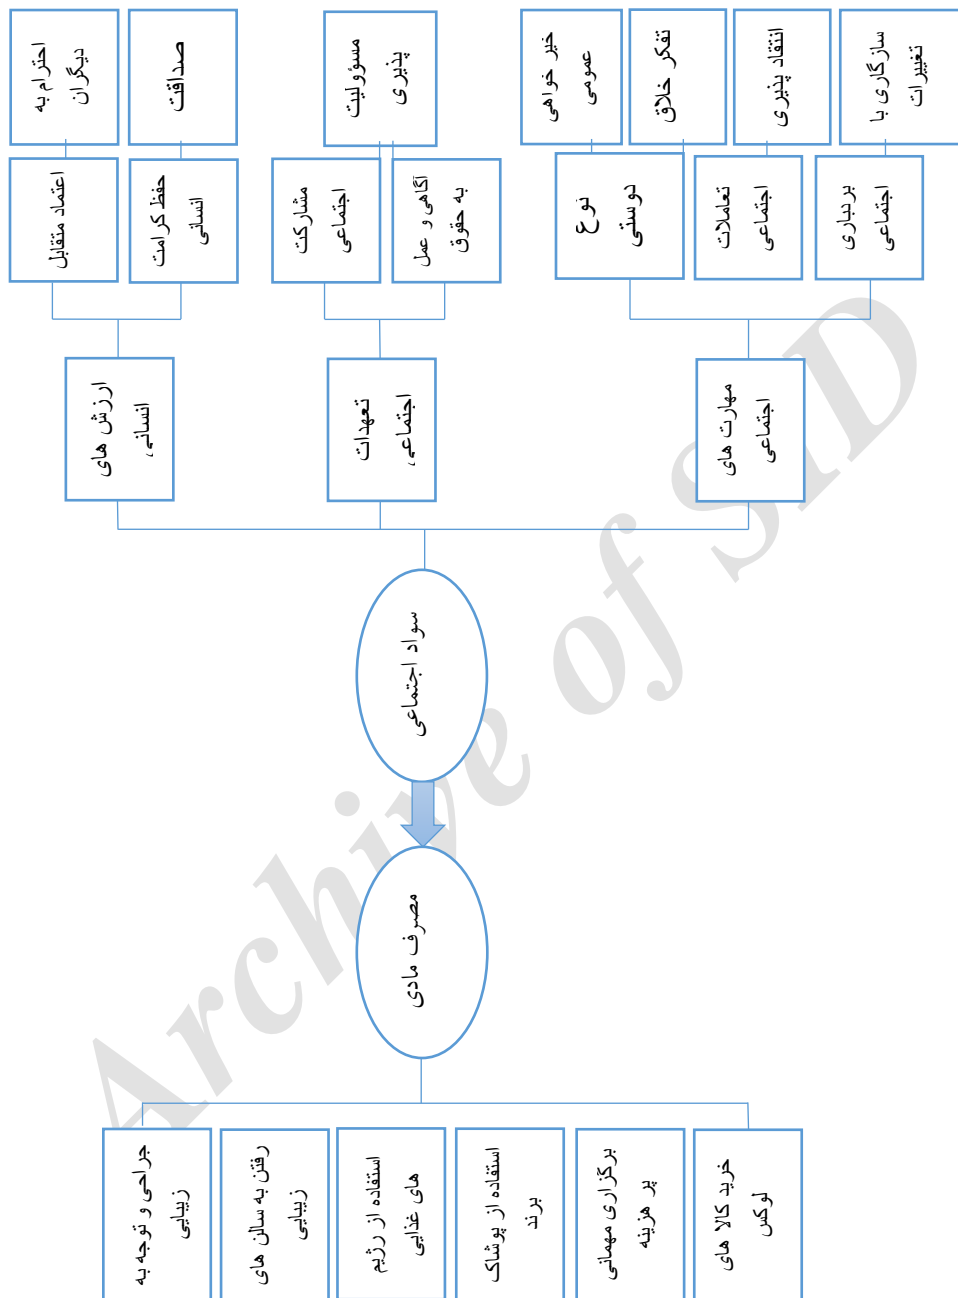 احترام به
دیگران
صداقت
مسؤولیت
پذیری
خیر خواهی
عمومی
تفکر خلاق
انتقاد پذیری
سازگاری با
تغییرات
اعتماد متقابل
حفظ کرامت
انسانی
مشارکت
اجتماعی
آگاهی و عمل
به حقوق
نوع
دوستی
تعاملات
اجتماعی
بردباری
اجتماعی
ارزش های
انسانی،
تعهدات
اجتماعی،
مهارت های
اجتماعی
سواد اجتماعی
مصرف مادی
جراحی و توجه به
زیبایی
رفتن به سالن های
زیبایی
استفاده از رژیم
های غذایی
استفاده از پوشاک
برند
برگزاری مهمانی
پر هزینه
خرید کالا های
لوکس
Archive of SID